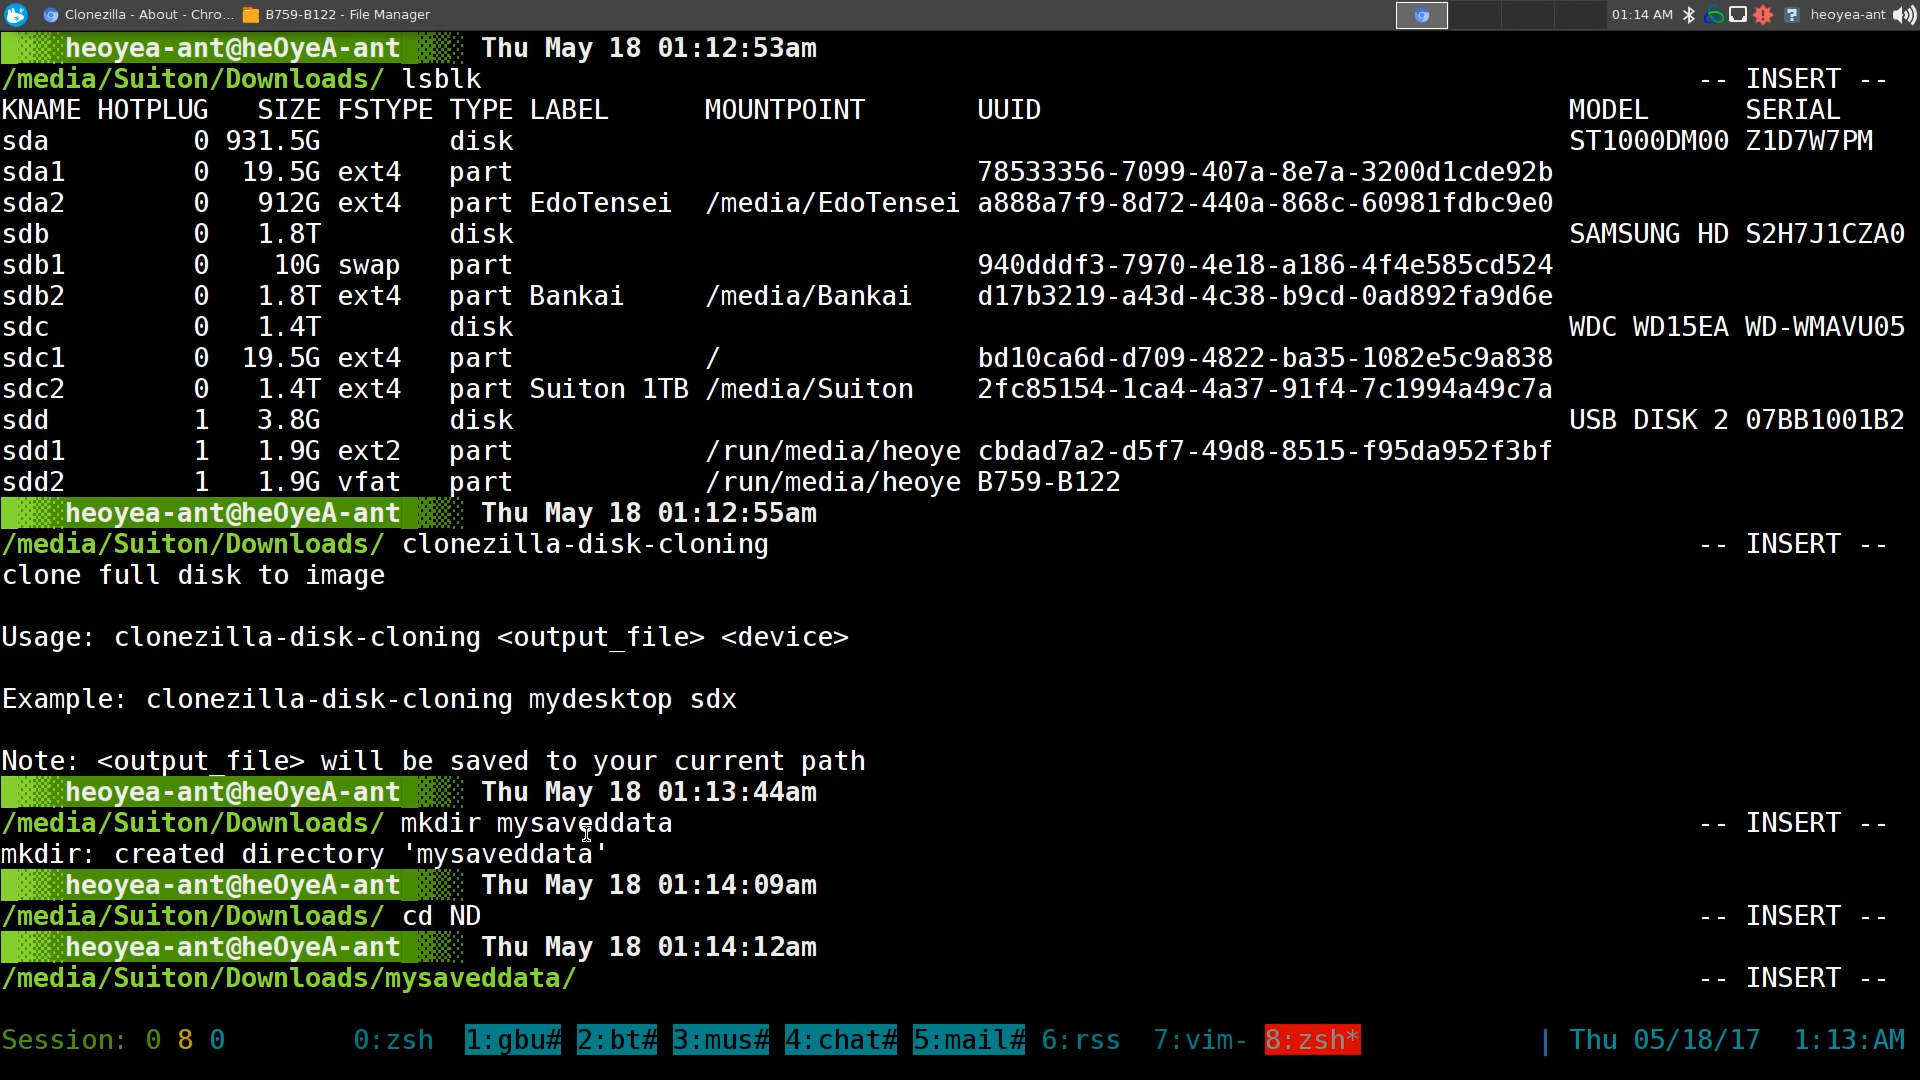 Clonezilla - About - Chro... B759-B122 - File Manager 01:14 AM heoyea-ant
heoyea-ant@heOyeA-ant Thu May 18 01:12:53am
/media/Suiton/Downloads/ lsblk -- INSERT --
KNAME HOTPLUG SIZE FSTYPE TYPE LABEL MOUNTPOINT UUID MODEL SERIAL
sda 0 931.5G disk ST1000DM00 Z1D7W7PM
sda1 0 19.5G ext4 part 78533356-7099-407a-8e7a-3200d1cde92b
sda2 0 912G ext4 part EdoTensei /media/EdoTensei a888a7f9-8d72-440a-868c-60981fdbc9e0
sdb 0 1.8T disk SAMSUNG HD S2H7J1CZA0
sdb1 0 10G swap part 940dddf3-7970-4e18-a186-4f4e585cd524
sdb2 0 1.8T ext4 part Bankai /media/Bankai d17b3219-a43d-4c38-b9cd-0ad892fa9d6e
sdc 0 1.4T disk WDC WD15EA WD-WMAVU05
sdc1 0 19.5G ext4 part / bd10ca6d-d709-4822-ba35-1082e5c9a838
sdc2 0 1.4T ext4 part Suiton 1TB /media/Suiton 2fc85154-1ca4-4a37-91f4-7c1994a49c7a
sdd 1 3.8G disk USB DISK 2 07BB1001B2
sdd1 1 1.9G ext2 part /run/media/heoye cbdad7a2-d5f7-49d8-8515-f95da952f3bf
sdd2 1 1.9G vfat part /run/media/heoye B759-B122
heoyea-ant@heOyeA-ant Thu May 18 01:12:55am
/media/Suiton/Downloads/ clonezilla-disk-cloning -- INSERT --
clone full disk to image
Usage: clonezilla-disk-cloning <output_file> <device>
Example: clonezilla-disk-cloning mydesktop sdx
Note: <output_file> will be saved to your current path
heoyea-ant@heOyeA-ant Thu May 18 01:13:44am
/media/Suiton/Downloads/ mkdir mysaveddata -- INSERT --
mkdir: created directory 'mysaveddata'
heoyea-ant@heOyeA-ant Thu May 18 01:14:09am
/media/Suiton/Downloads/ cd ND -- INSERT --
heoyea-ant@heOyeA-ant Thu May 18 01:14:12am
/media/Suiton/Downloads/mysaveddata/ -- INSERT --
Session: 0 8 0 0:zsh 1:gbu# 2:bt# 3:mus# 4:chat# 5:mail# 6:rss 7:vim- 8:zsh* | Thu 05/18/17 1:13:AM